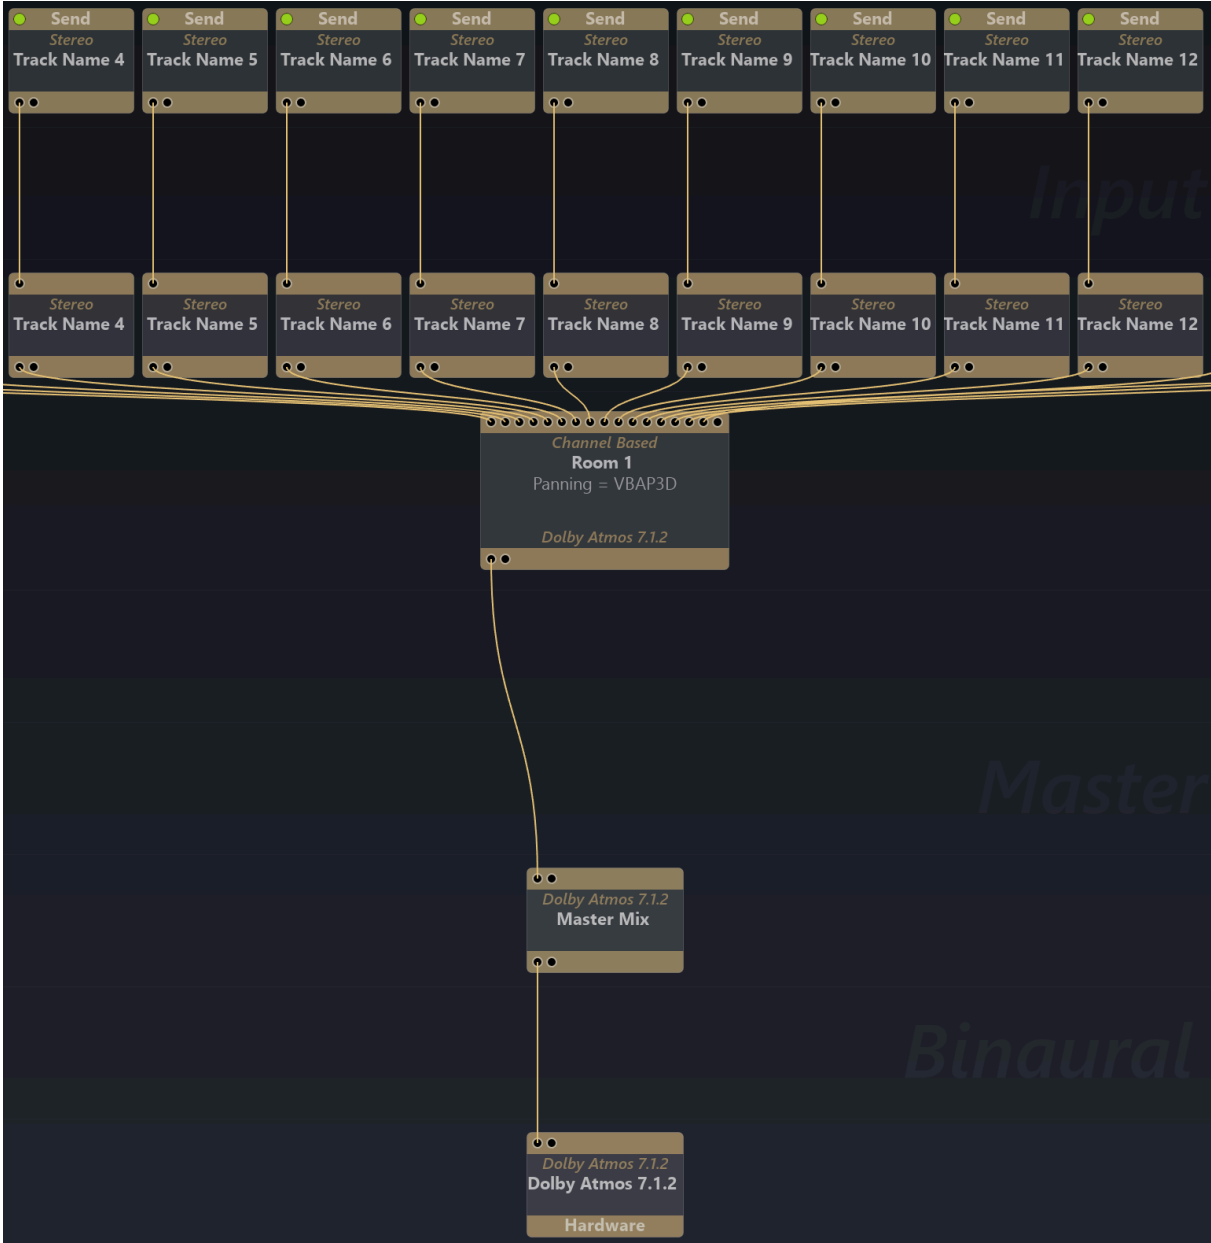 Send Send Send Send Send Send Send Send Send
Stereo Stereo Stereo Stereo Stereo Stereo Stereo Stereo Stereo
Track Name 4 Track Name 5 Track Name 6 Track Name 7 Track Name 8 Track Name 9 Track Name 10 Track Name 11 Track Name 12
Input
Stereo Stereo Stereo Stereo Stereo Stereo Stereo Stereo Stereo
Track Name 4 Track Name 5 Track Name 6 Track Name 7 Track Name 8 Track Name 9 Track Name 10 Track Name 11 Track Name 12
Channel Based
Room 1
Panning = VBAP3D
Dolby Atmos 7.1.2
Master
Dolby Atmos 7.1.2
Master Mix
Binaural
Dolby Atmos 7.1.2
Dolby Atmos 7.1.2
Hardware